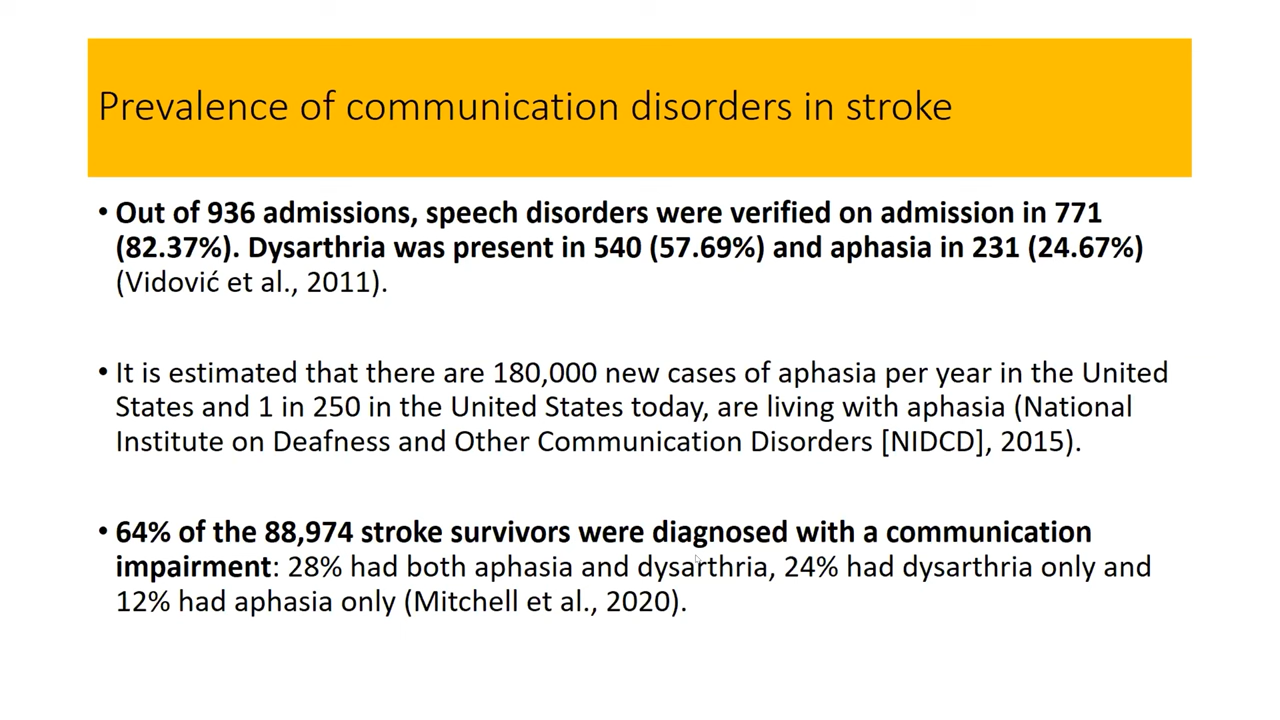 Prevalence of communication disorders in stroke
• Out of 936 admissions, speech disorders were verified on admission in 771
(82.37%). Dysarthria was present in 540 (57.69%) and aphasia in 231 (24.67%)
(Vidović et al., 2011).
• It is estimated that there are 180,000 new cases of aphasia per year in the United
States and 1 in 250 in the United States today, are living with aphasia (National
Institute on Deafness and Other Communication Disorders [NIDCD], 2015).
• 64% of the 88,974 stroke survivors were diagnosed with a communication
impairment: 28% had both aphasia and dysarthria, 24% had dysarthria only and
12% had aphasia only (Mitchell et al., 2020).